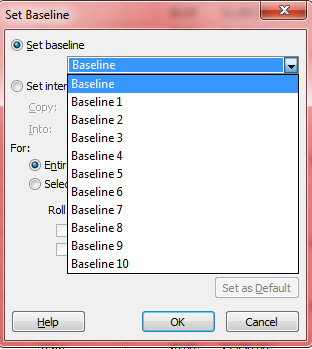 Set Baseline
Set baseline
Baseline
Baseline
Set inter
Baseline 1
Copy:
Baseline 2
Into:
Baseline 3
For:
Baseline 4
Entir
Baseline 5
Selec
Baseline 6
Roll
Baseline 7
Baseline 8
Baseline 9
Baseline 10
Set as Default
Help
OK
Cancel